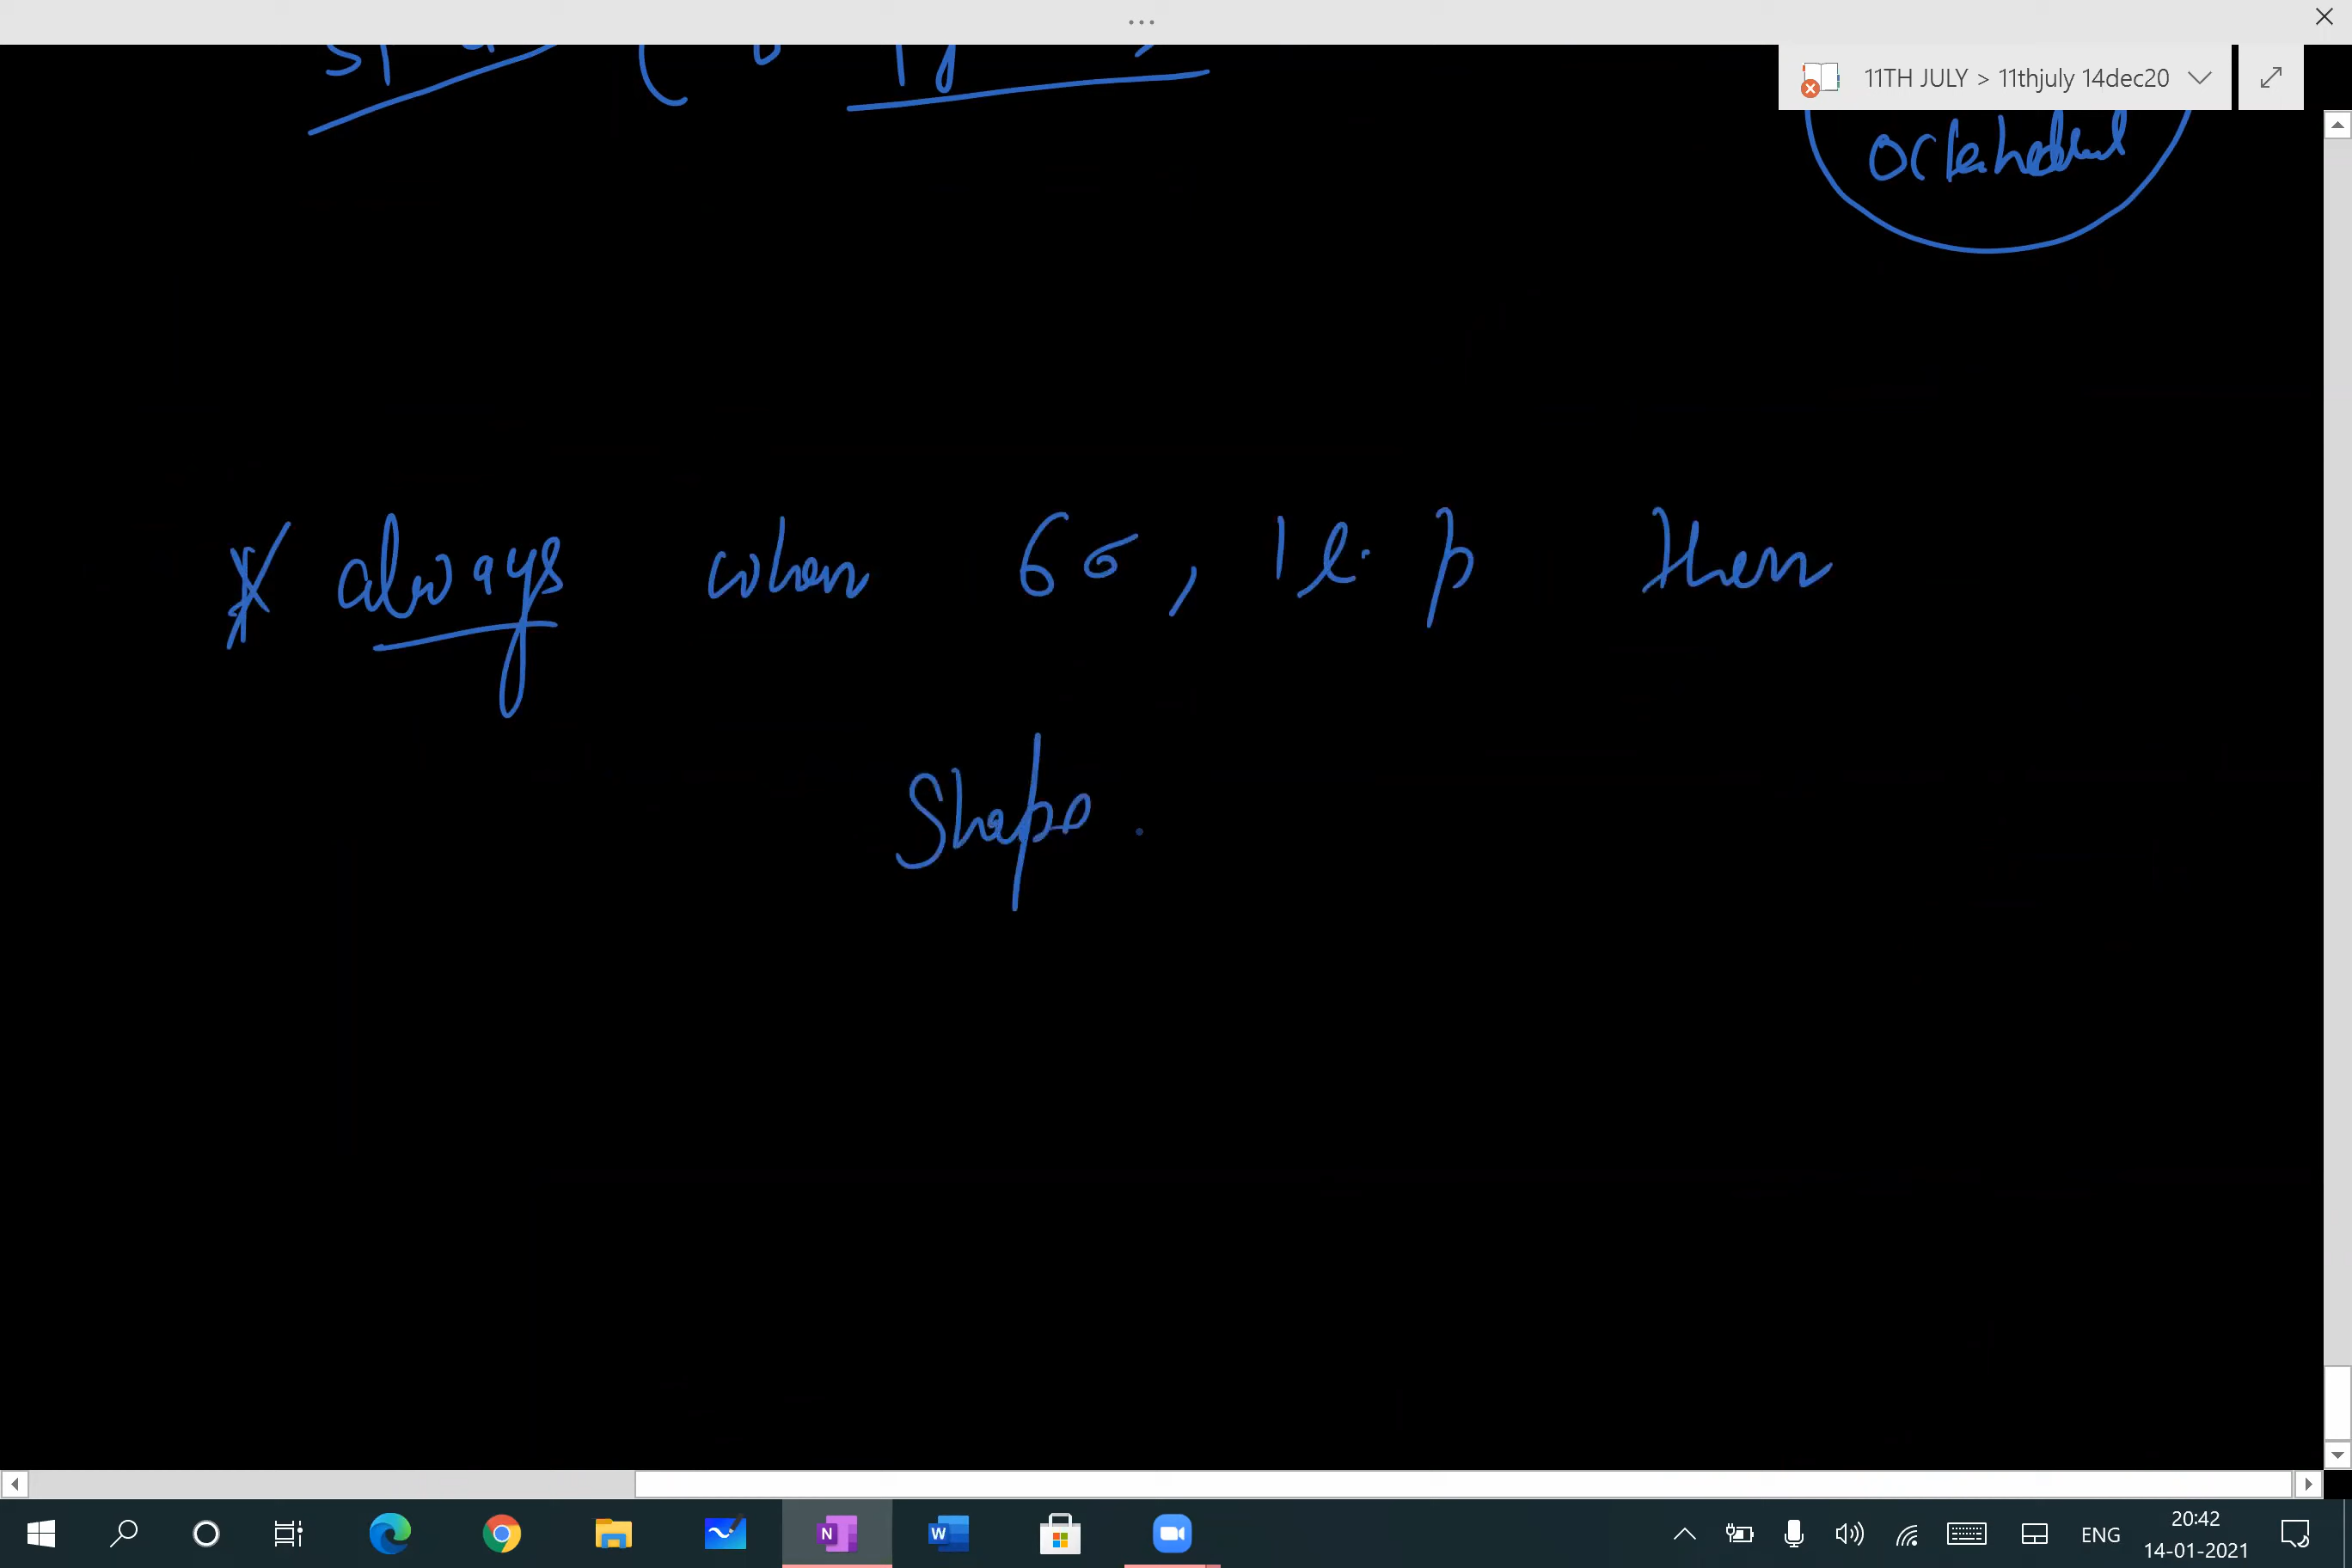 11TH JULY > 11thjuly 14dec20
octahedral
* always when 6σ, 1l.p then
Shape.
ENG
20:42
14-01-2021